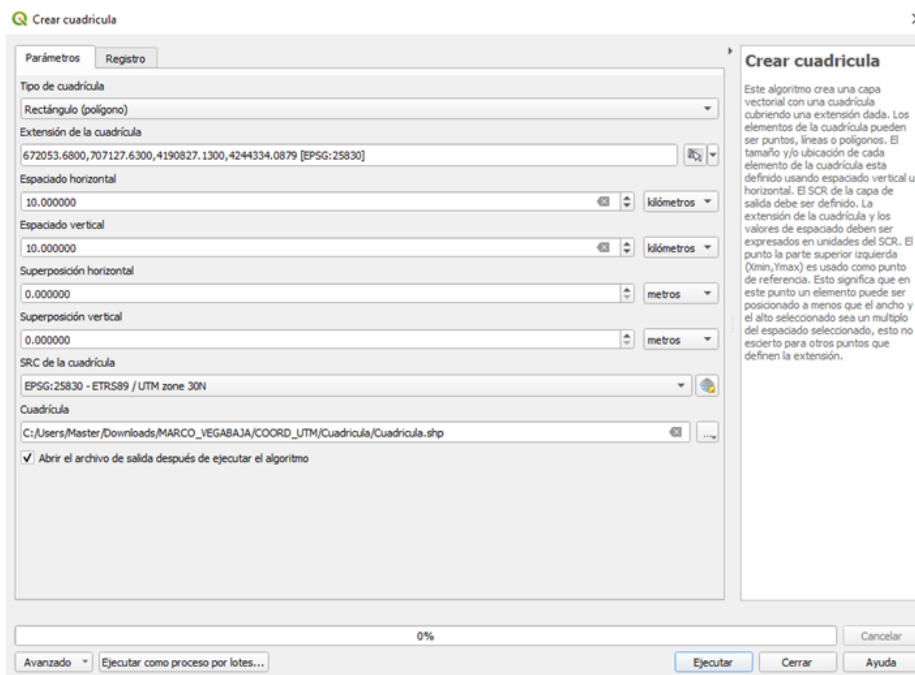 Crear cuadricula
Parámetros
Registro
Tipo de cuadrícula
Rectángulo (polígono)
Extensión de la cuadrícula
672053.6800,707127.6300,4190827.1300,4244334.0879 [EPSG:25830]
Espaciado horizontal
10.000000
kilómetros
Espaciado vertical
10.000000
kilómetros
Superposición horizontal
0.000000
metros
Superposición vertical
0.000000
metros
SRC de la cuadrícula
EPSG:25830 - ETRS89 / UTM zone 30N
Cuadrícula
C:/Users/Master/Downloads/MARCO_VEGABAJA/COORD_UTM/Cuadricula/Cuadricula.shp
...
Abrir el archivo de salida después de ejecutar el algoritmo
Crear cuadricula
Este algoritmo crea una capa
vectorial con una cuadrícula
cubriendo una extensión dada. Los
elementos de la cuadrícula pueden
ser puntos, líneas o polígonos. El
tamaño y/o ubicación de cada
elemento de la cuadrícula esta
definido usando espaciado vertical u
horizontal. El SCR de la capa de
salida debe ser definido. La
extensión de la cuadrícula y los
valores de espaciado deben ser
expresados en unidades del SCR. El
punto la parte superior izquierda
(Xmin,Ymax) es usado como punto
de referencia. Esto significa que en
este punto un elemento puede ser
posicionado a menos que el ancho y
el alto seleccionado sea un multiplo
del espaciado seleccionado, esto no
escierto para otros puntos que
definen la extensión.
0%
Cancelar
Avanzado
Ejecutar como proceso por lotes...
Ejecutar
Cerrar
Ayuda